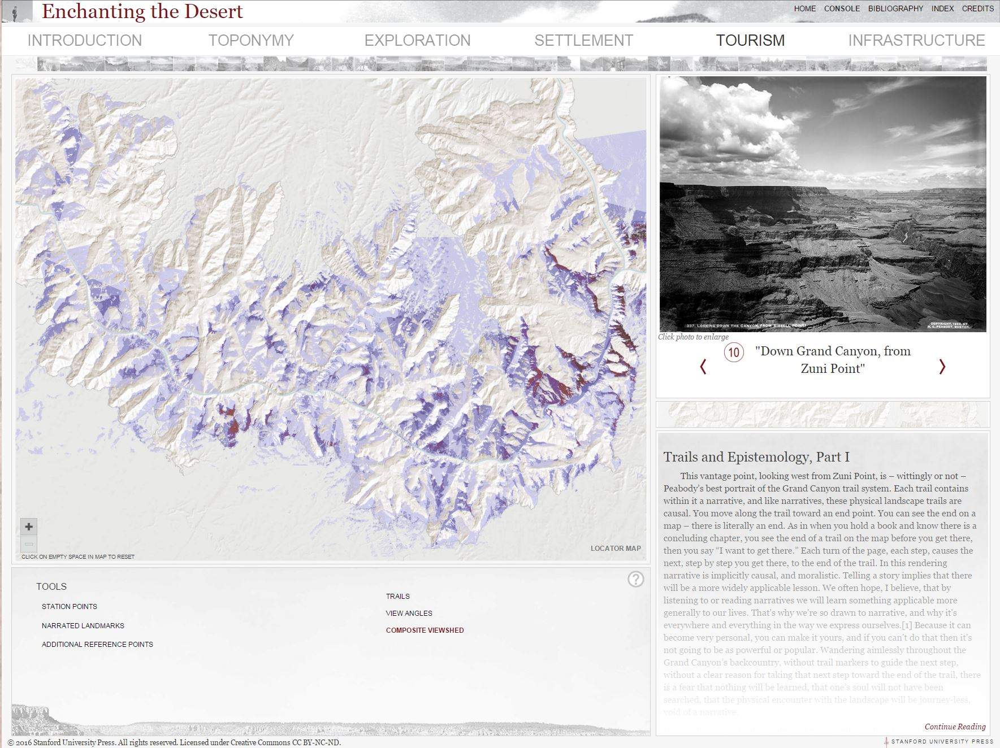 Enchanting the Desert
HOME CONSOLE BIBLIOGRAPHY INDEX CREDITS
INTRODUCTION TOPONYMY EXPLORATION SETTLEMENT TOURISM INFRASTRUCTURE
LOCATOR MAP
CLICK ON EMPTY SPACE IN MAP TO RESET
337. LOOKING DOWN THE CANYON, FROM BISSELL POINT.
COPYRIGHT, 1899, BY
H. G. PEABODY, BOSTON.
Click photo to enlarge
10
"Down Grand Canyon, from
Zuni Point"
TOOLS
STATION POINTS
NARRATED LANDMARKS
ADDITIONAL REFERENCE POINTS
TRAILS
VIEW ANGLES
COMPOSITE VIEWSHED
?
Trails and Epistemology, Part I
This vantage point, looking west from Zuni Point, is – wittingly or not –
Peabody's best portrait of the Grand Canyon trail system. Each trail contains
within it a narrative, and like narratives, these physical landscape trails are
causal. You move along the trail toward an end point. You can see the end on a
map – there is literally an end. As in when you hold a book and know there is a
concluding chapter, you see the end of a trail on the map before you get there,
then you say “I want to get there.” Each turn of the page, each step, causes the
next, step by step you get there, to the end of the trail. In this rendering
narrative is implicitly causal, and moralistic. Telling a story implies that there
will be a more widely applicable lesson. We often hope, I believe, that by
listening to or reading narratives we will learn something applicable more
generally to our lives. That's why we're so drawn to narrative, and why it's
everywhere and everything in the way we express ourselves.[1] Because it can
become very personal, you can make it yours, and if you can't do that then it's
not going to be as powerful or popular. Wandering aimlessly throughout the
Grand Canyon's backcountry, without trail markers to guide the next step,
without a clear reason for taking that next step toward the end of the trail, there
is a fear that nothing will be learned, that one's soul will not have been
searched, that the physical encounter with the landscape will be journey-less,
void of a narrative.
Continue Reading
© 2016 Stanford University Press. All rights reserved. Licensed under Creative Commons CC BY-NC-ND.
STANFORD UNIVERSITY PRESS